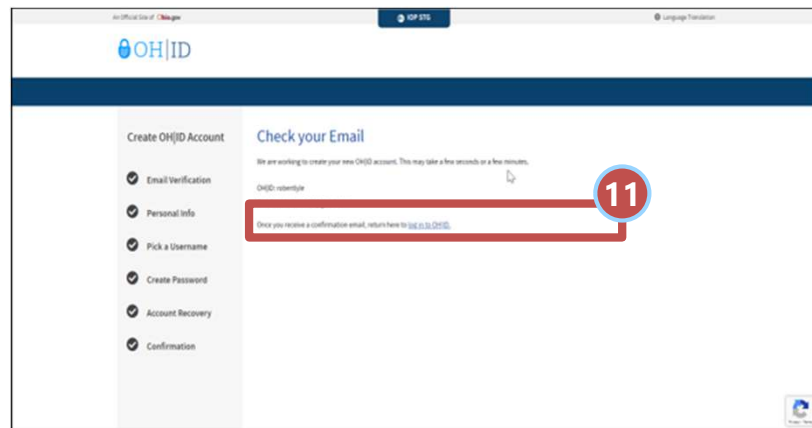 An Official Site of Ohio.gov
IOP STG
Language Translation
OH|ID
Create OH|ID Account
Email Verification
Personal Info
Pick a Username
Create Password
Account Recovery
Confirmation
Check your Email
We are working to create your new OH|ID account. This may take a few seconds or a few minutes.
OH|ID:
Once you receive a confirmation email, return here to log in to OH|ID.
11